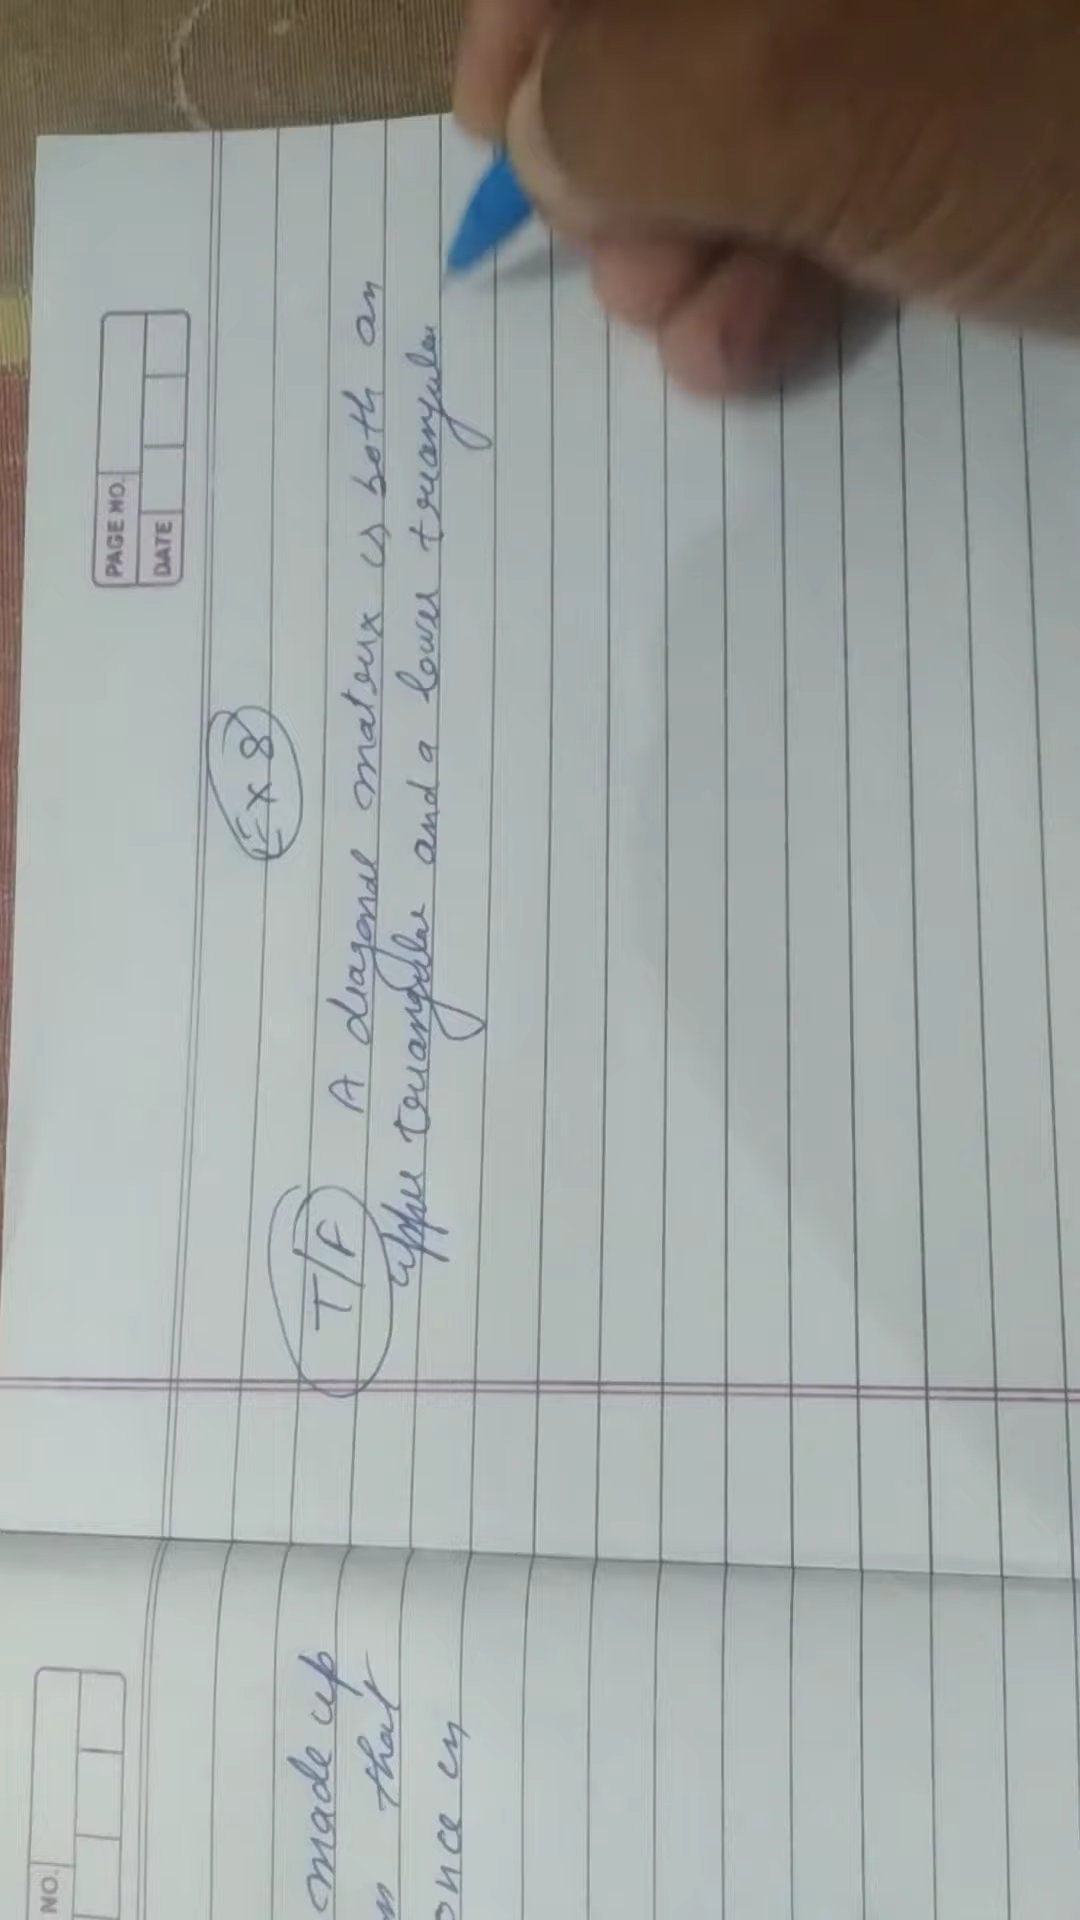 PAGE NO.
DATE
Ex 8
T/F A diagonal matrix is both an
upper triangular and a lower triangular
NO.
made up
that
once in